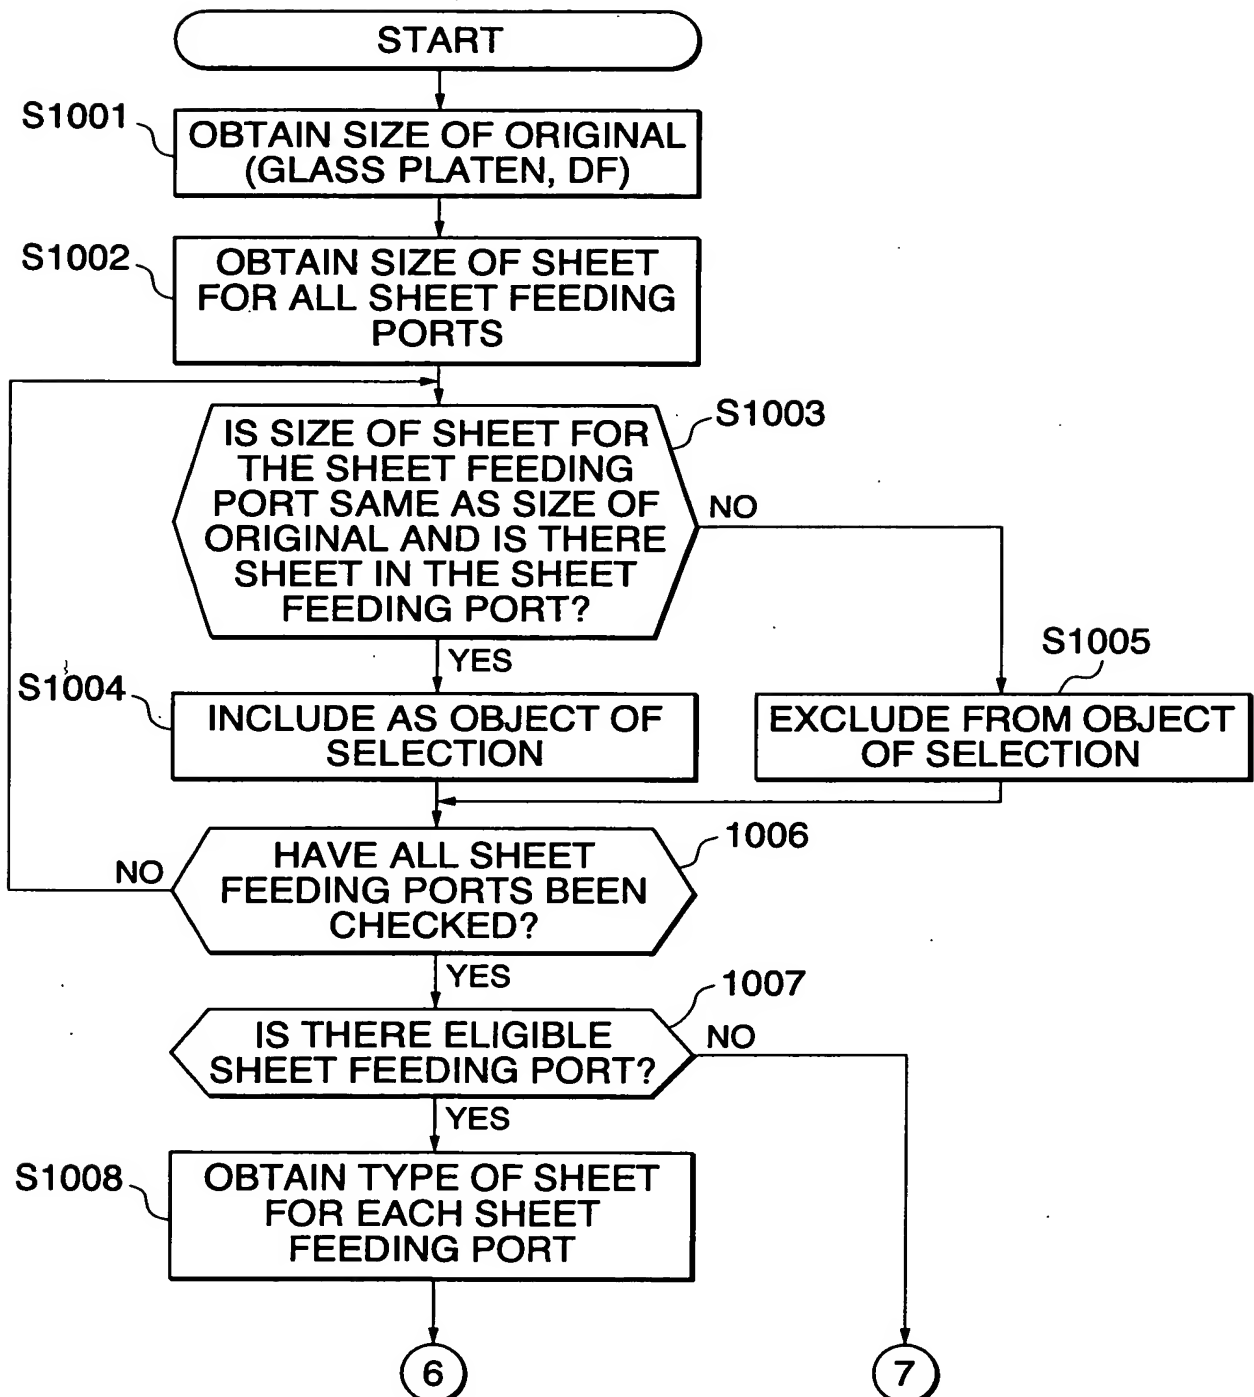 START
S1001
OBTAIN SIZE OF ORIGINAL
(GLASS PLATEN, DF)
S1002
OBTAIN SIZE OF SHEET
FOR ALL SHEET FEEDING
PORTS
S1003
IS SIZE OF SHEET FOR
THE SHEET FEEDING
PORT SAME AS SIZE OF
ORIGINAL AND IS THERE
SHEET IN THE SHEET
FEEDING PORT?
NO
YES
S1004
INCLUDE AS OBJECT OF
SELECTION
S1005
EXCLUDE FROM OBJECT
OF SELECTION
1006
HAVE ALL SHEET
FEEDING PORTS BEEN
CHECKED?
NO
YES
1007
IS THERE ELIGIBLE
SHEET FEEDING PORT?
NO
YES
S1008
OBTAIN TYPE OF SHEET
FOR EACH SHEET
FEEDING PORT
6
7